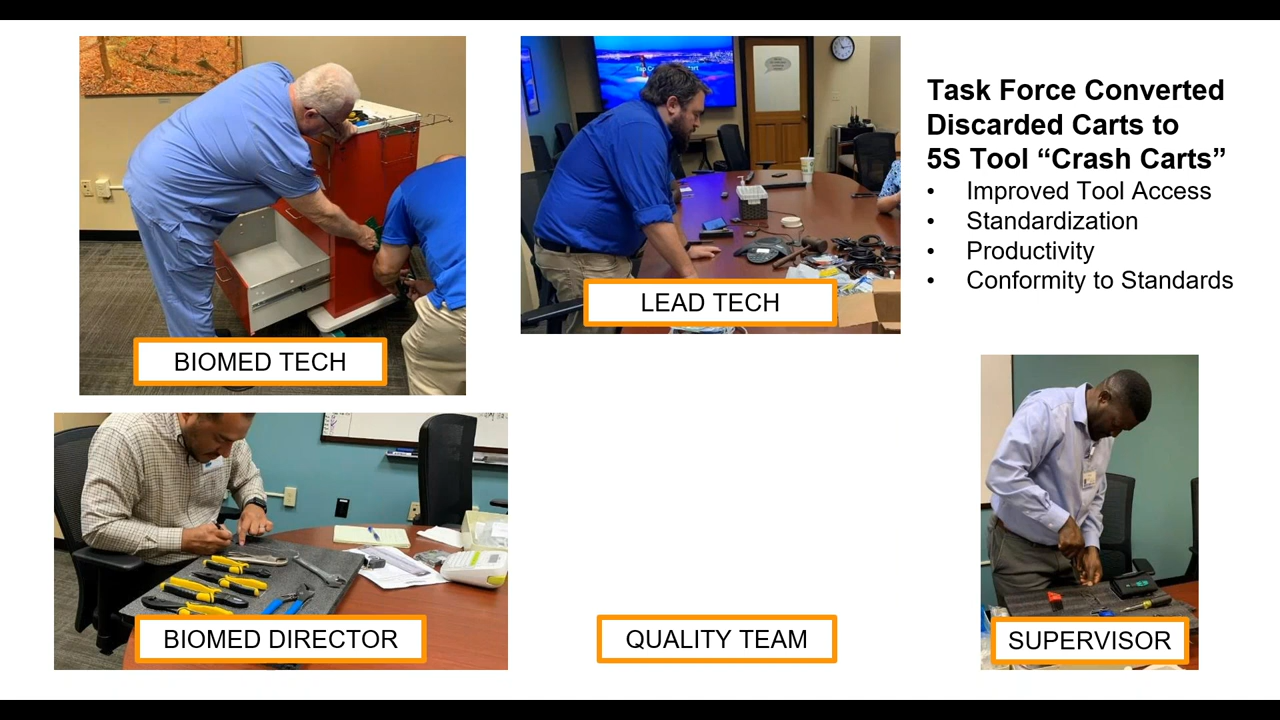 Task Force Converted
Discarded Carts to
5S Tool “Crash Carts”
• Improved Tool Access
• Standardization
• Productivity
• Conformity to Standards
LEAD TECH
BIOMED TECH
BIOMED DIRECTOR
QUALITY TEAM
SUPERVISOR